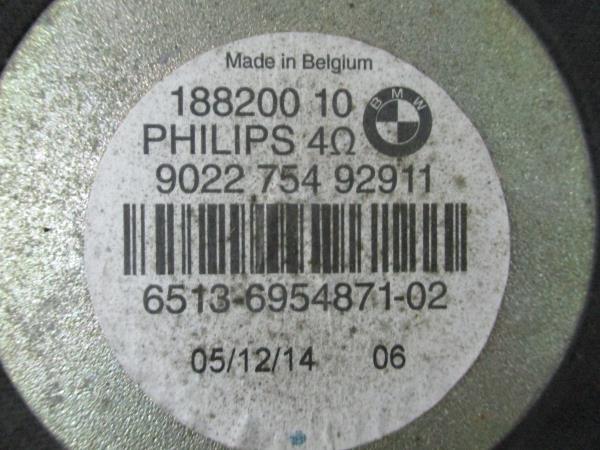 Made in Belgium
188200 10
BMW
PHILIPS 4Ω
9022 754 92911
6513-6954871-02
05/12/14 06